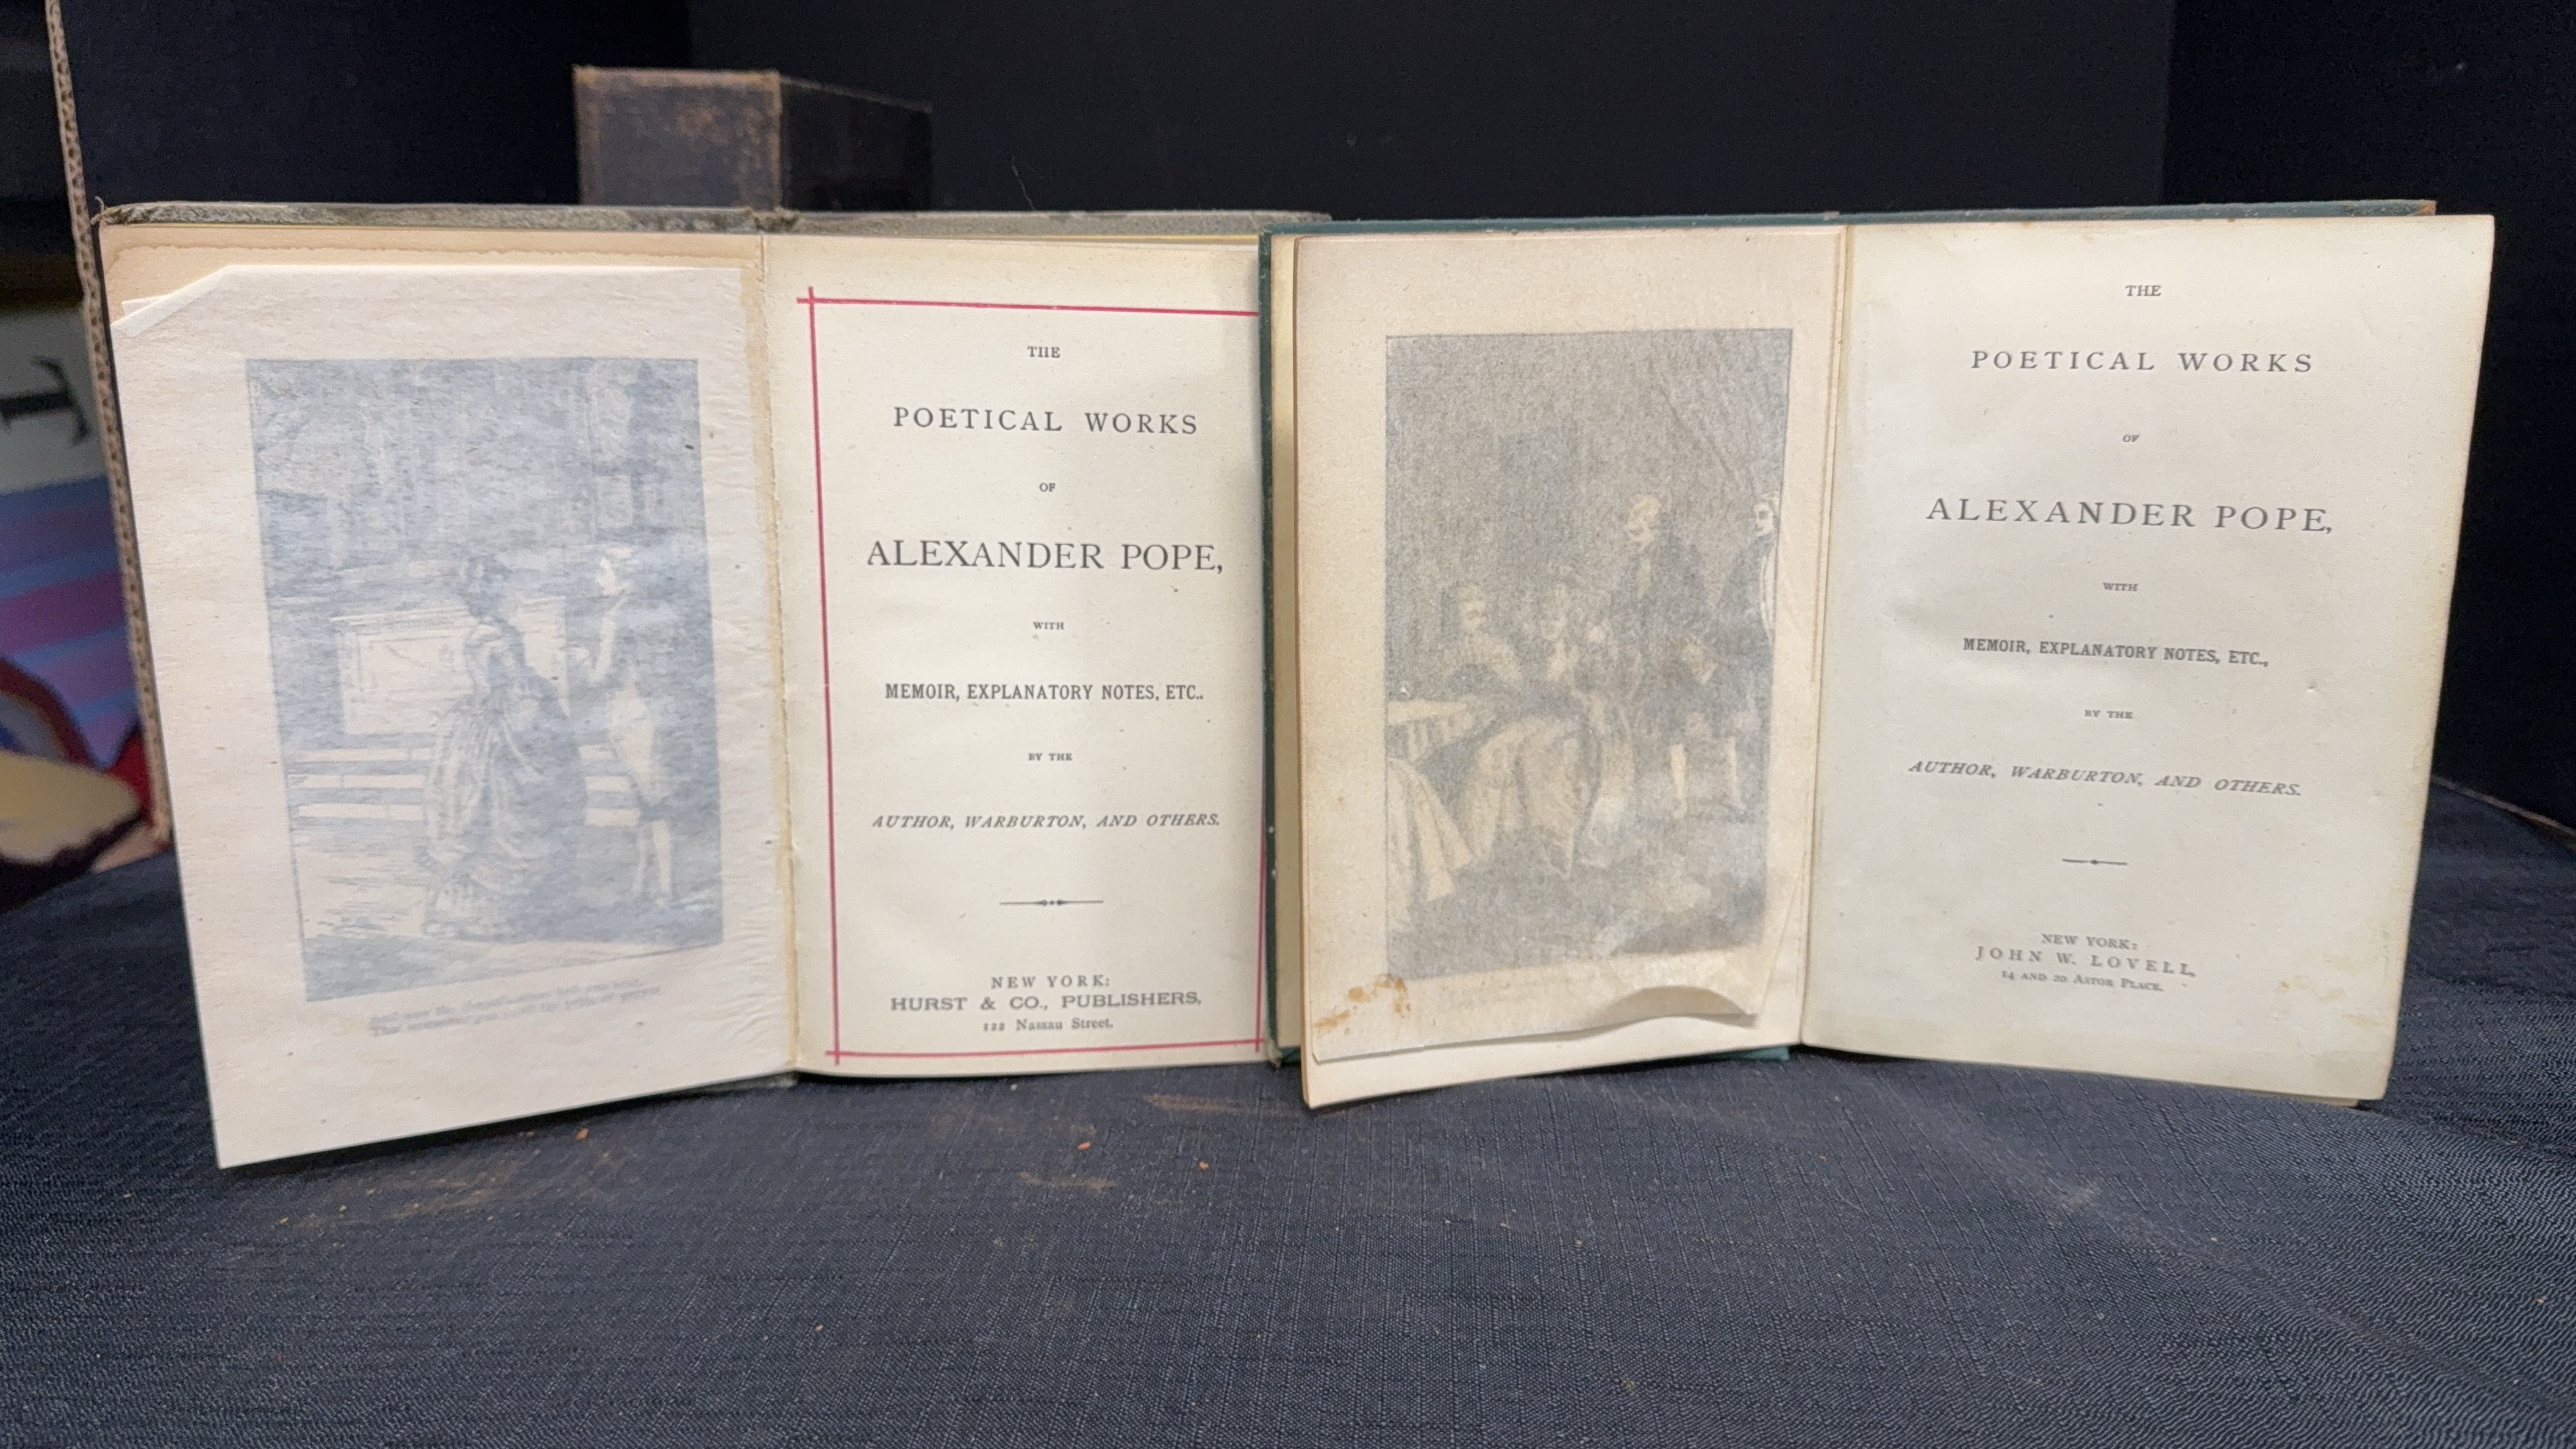 THE
POETICAL WORKS
OF
ALEXANDER POPE,
WITH
MEMOIR, EXPLANATORY NOTES, ETC.,
BY THE
AUTHOR, WARBURTON, AND OTHERS.
NEW YORK:
HURST & CO., PUBLISHERS,
122 Nassau Street.
THE
POETICAL WORKS
OF
ALEXANDER POPE,
WITH
MEMOIR, EXPLANATORY NOTES, ETC.,
BY THE
AUTHOR, WARBURTON, AND OTHERS.
NEW YORK:
JOHN W. LOVELL,
14 AND 20 ASTOR PLACE.